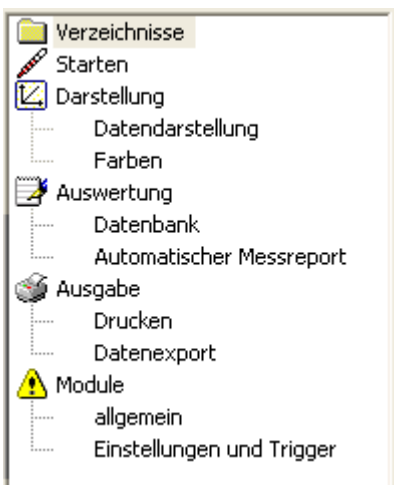 Verzeichnisse
Starten
Darstellung
Datendarstellung
Farben
Auswertung
Datenbank
Automatischer Messreport
Ausgabe
Drucken
Datenexport
Module
allgemein
Einstellungen und Trigger